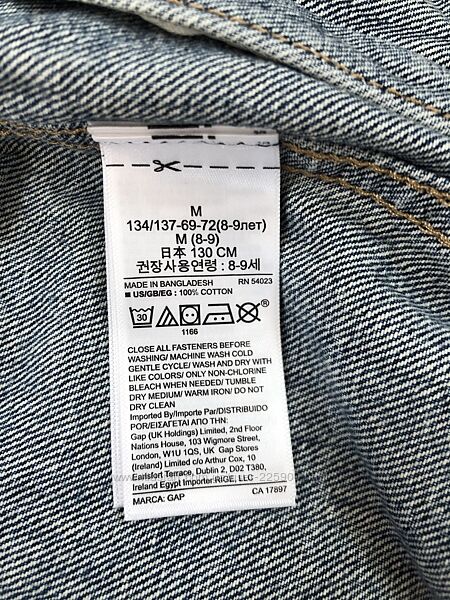 M
134/137-69-72(8-9лет)
M (8-9)
日本 130 CM
권장사용연령 : 8-9세
MADE IN BANGLADESH RN 54023
■ US/GB/EG : 100% COTTON
30
®
1166
CLOSE ALL FASTENERS BEFORE
WASHING/ MACHINE WASH COLD
GENTLE CYCLE/ WASH AND DRY WITH
LIKE COLORS/ ONLY NON-CHLORINE
BLEACH WHEN NEEDED/ TUMBLE
DRY MEDIUM/ WARM IRON/ DO NOT
DRY CLEAN
Imported By/Importe Par/DISTRIBUIDO
POR/ΕΙΣΑΓΕΤΑΙ ΑΠΟ ΤΗΝ:
Gap (UK Holdings) Limited, 2nd Floor
Nations House, 103 Wigmore Street,
London, W1U 1QS, UK Gap Stores
(Ireland) Limited c/o Arthur Cox, 10
Earlsfort Terrace, Dublin 2, D02 T380,
Ireland Egypt Importer:RIGE, LLC
MARCA: GAP CA 17897